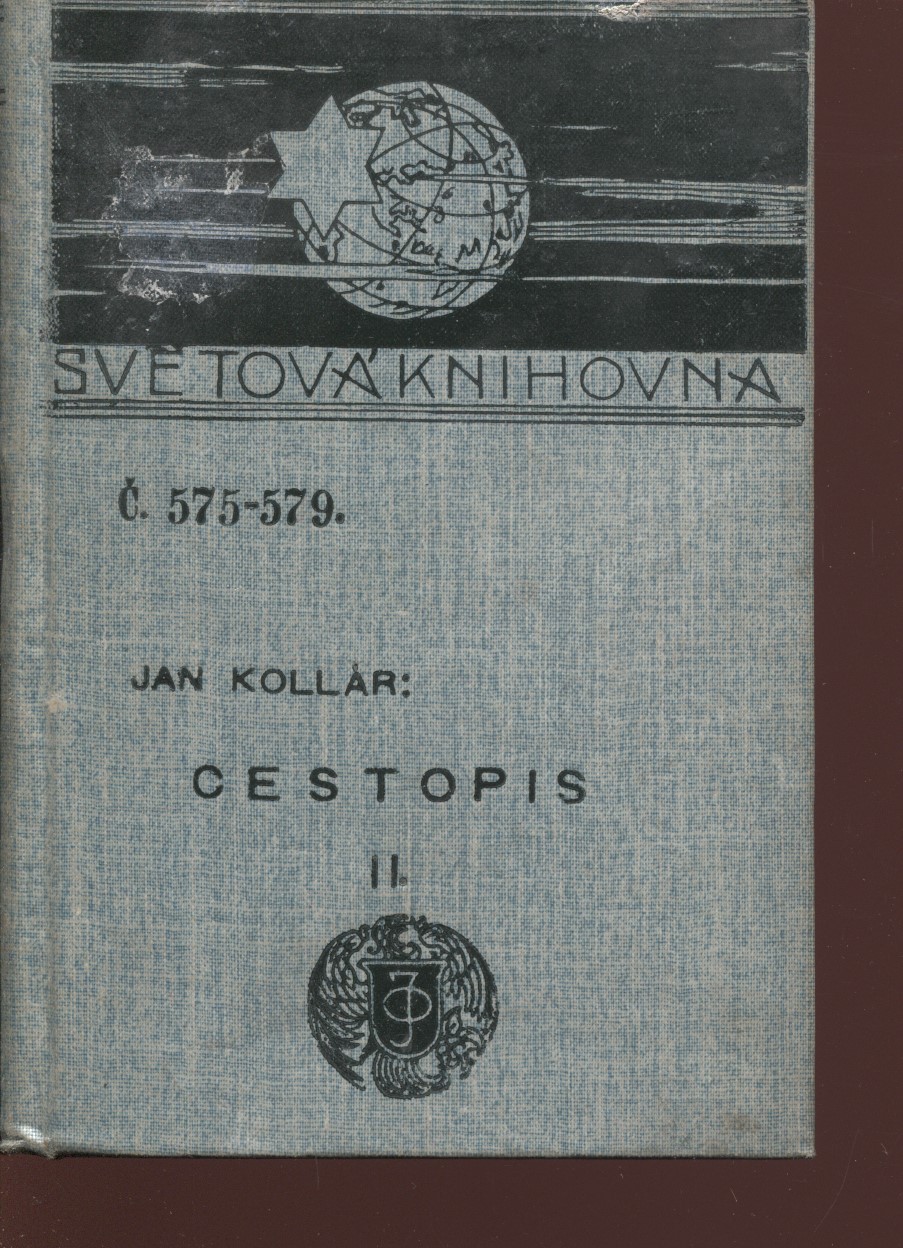 SVĚTOVÁ KNIHOVNA
Č. 575-579.
JAN KOLLÁR:
CESTOPIS
II.